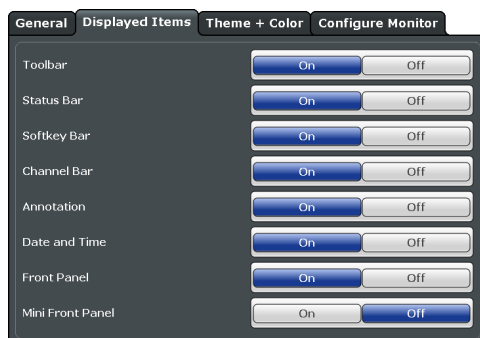 General Displayed Items Theme + Color Configure Monitor
Toolbar On Off
Status Bar On Off
Softkey Bar On Off
Channel Bar On Off
Annotation On Off
Date and Time On Off
Front Panel On Off
Mini Front Panel On Off